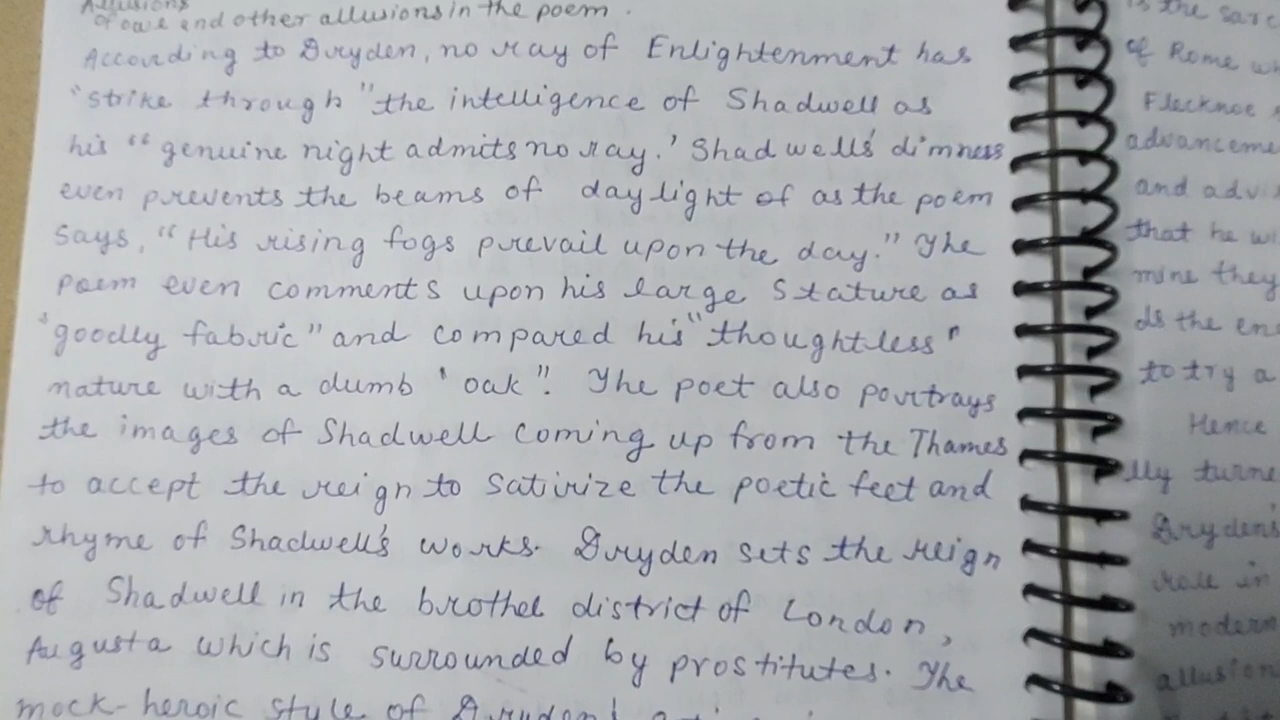 Allusions
of and other allusions in the poem.
According to Dryden, no ray of Enlightenment has
"strike through" the intelligence of Shadwell as
his "genuine night admits no ray.' Shadwell's dimness
even prevents the beams of daylight of as the poem
says, "His rising fogs prevail upon the day." The
poem even comments upon his large stature as
'goodly fabric" and compared his "thoughtless"
nature with a dumb 'oak". The poet also portrays
the images of Shadwell coming up from the Thames
to accept the reign to satirize the poetic feet and
rhyme of Shadwell's works. Dryden sets the reign
of Shadwell in the brothel district of London,
Augusta which is surrounded by prostitutes. The
mock-heroic style of
is the
of Rome
Flecknoe
and
that he
mine they
ds the
to try a
Hence
lly
Dryden's
in
modern
allusion